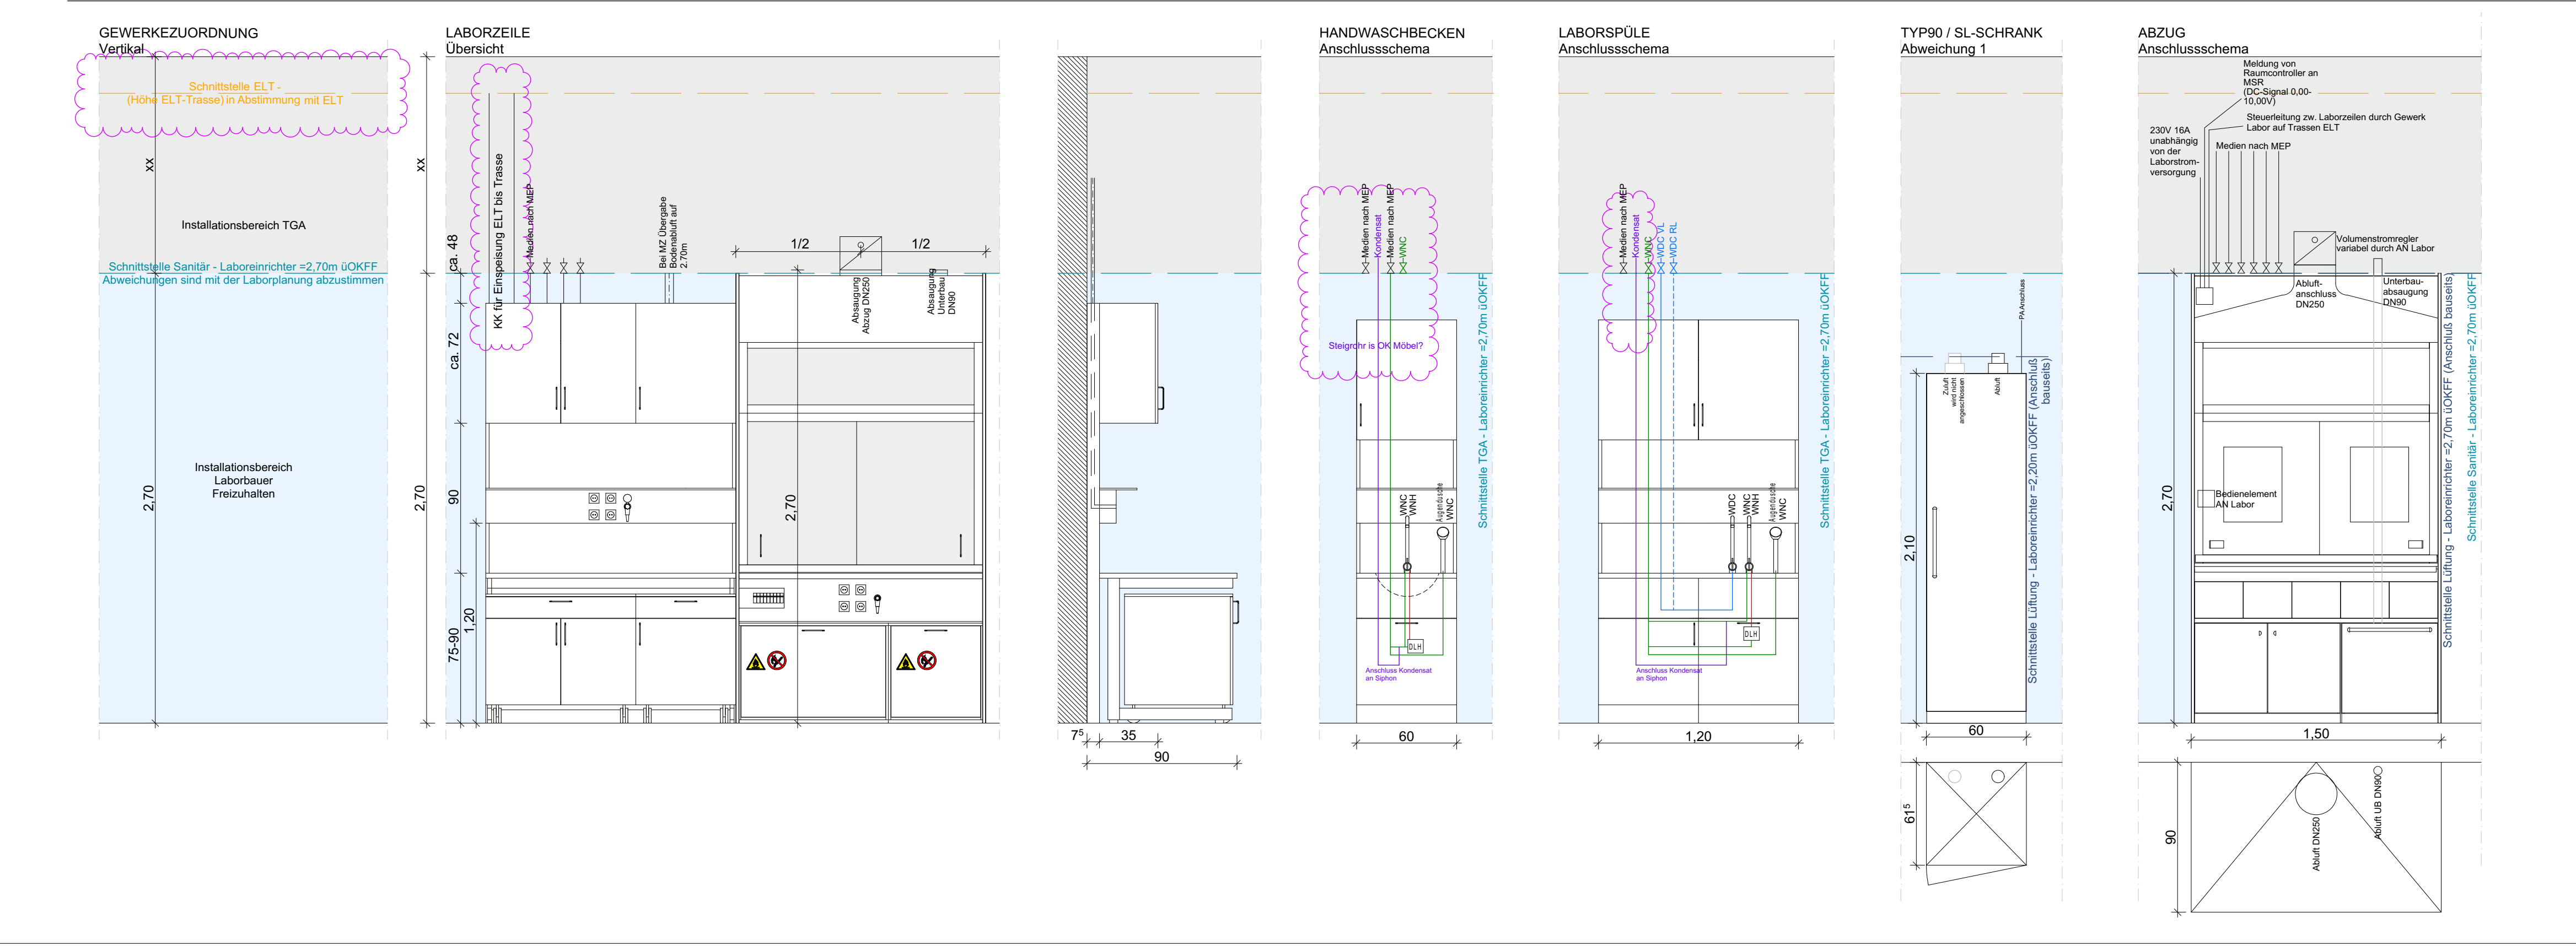 GEWERKEZUORDNUNG
Vertikal
Schnittstelle ELT -
(Höhe ELT-Trasse) in Abstimmung mit ELT
xx
Installationsbereich TGA
Schnittstelle Sanitär - Laboreinrichter =2,70m üOKFF
Abweichungen sind mit der Laborplanung abzustimmen
Installationsbereich
Laborbauer
Freizuhalten
2,70
LABORZEILE
Übersicht
xx
2,70
ca. 48
ca. 72
90
75-90
1,20
KK für Einspeisung ELT bis Trasse
Medien nach MEP
Bei MZ Übergabe
Bodenabluft auf
2.70m
1/2
1/2
Absaugung
Abzug DN250
Absaugung
Unterbau
DN90
2,70
7⁵
35
90
HANDWASCHBECKEN
Anschlussschema
Medien nach MEP
Kondensat
Medien nach MEP
WNC
Steigrohr is OK Möbel?
Schnittstelle TGA - Laboreinrichter =2,70m üOKFF
WNC
WNH
Augendusche
WNC
DLH
Anschluss Kondensat
an Siphon
60
LABORSPÜLE
Anschlussschema
Medien nach MEP
Kondensat
WNC
WDC VL
WDC RL
Schnittstelle TGA - Laboreinrichter =2,70m üOKFF
WDC
WNC
WNH
Augendusche
WNC
DLH
Anschluss Kondensat
an Siphon
1,20
TYP90 / SL-SCHRANK
Abweichung 1
PA Anschluss
Zuluft
wird nicht
angeschlossen
Abluft
Schnittstelle Lüftung - Laboreinrichter =2,20m üOKFF (Anschluß
bauseits)
2,10
60
61⁵
ABZUG
Anschlussschema
Meldung von
Raumcontroller an
MSR
(DC-Signal 0,00-
10,00V)
Steuerleitung zw. Laborzeilen durch Gewerk
Labor auf Trassen ELT
230V 16A
unabhängig
von der
Laborstrom-
versorgung
Medien nach MEP
Volumenstromregler
variabel durch AN Labor
Abluft-
anschluss
DN250
Unterbau-
absaugung
DN90
Bedienelement
AN Labor
Schnittstelle Lüftung - Laboreinrichter =2,70m üOKFF (Anschluß bauseits)
Schnittstelle Sanitär - Laboreinrichter =2,70m üOKFF
2,70
1,50
90
Abluft DN250
Abluft UB DN90